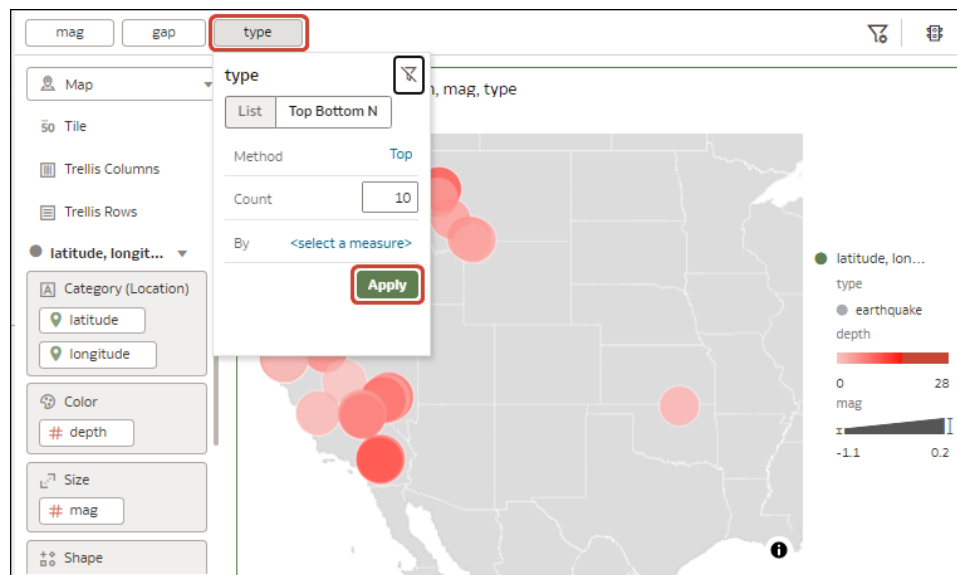 mag
gap
type
Map
type
List
Top Bottom N
Method
Top
Count
10
By
<select a measure>
Apply
, mag, type
50 Tile
Trellis Columns
Trellis Rows
latitude, longit...
A Category (Location)
latitude
longitude
Color
# depth
Size
# mag
Shape
latitude, lon...
type
earthquake
depth
0
28
mag
-1.1
0.2